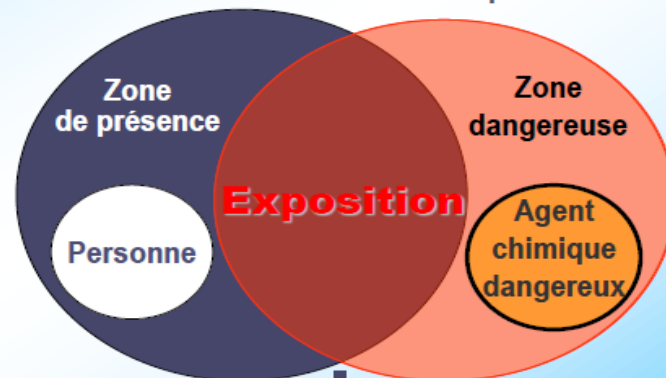 Zone
de présence
Zone
dangereuse
Exposition
Personne
Agent
chimique
dangereux